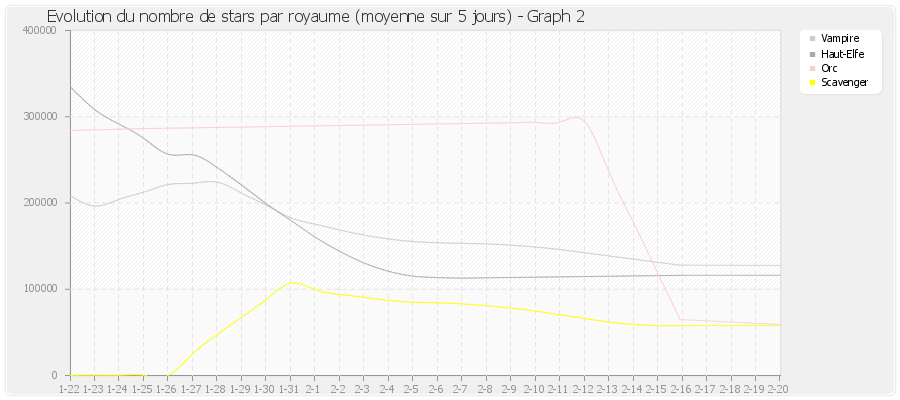 Evolution du nombre de stars par royaume (moyenne sur 5 jours) - Graph 2
400000
300000
200000
100000
0
1-22 1-23 1-24 1-25 1-26 1-27 1-28 1-29 1-30 1-31 2-1 2-2 2-3 2-4 2-5 2-6 2-7 2-8 2-9 2-10 2-11 2-12 2-13 2-14 2-15 2-16 2-17 2-18 2-19 2-20
Vampire
Haut-Elfe
Orc
Scavenger